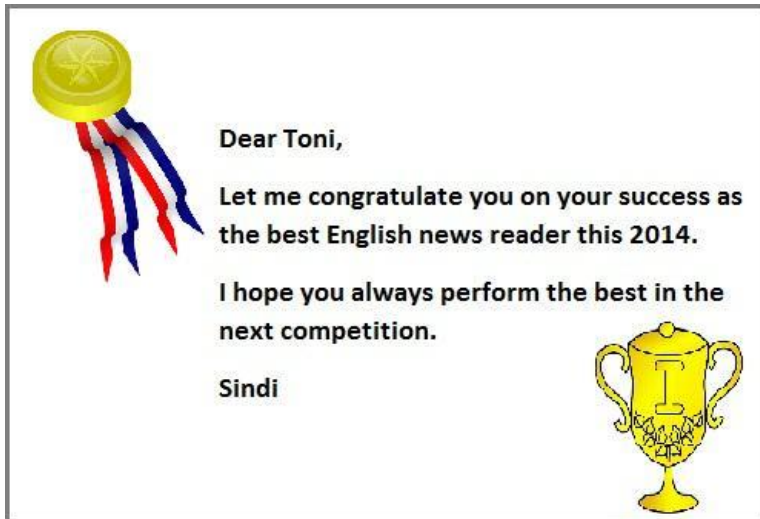 Dear Toni,
Let me congratulate you on your success as
the best English news reader this 2014.
I hope you always perform the best in the
next competition.
Sindi